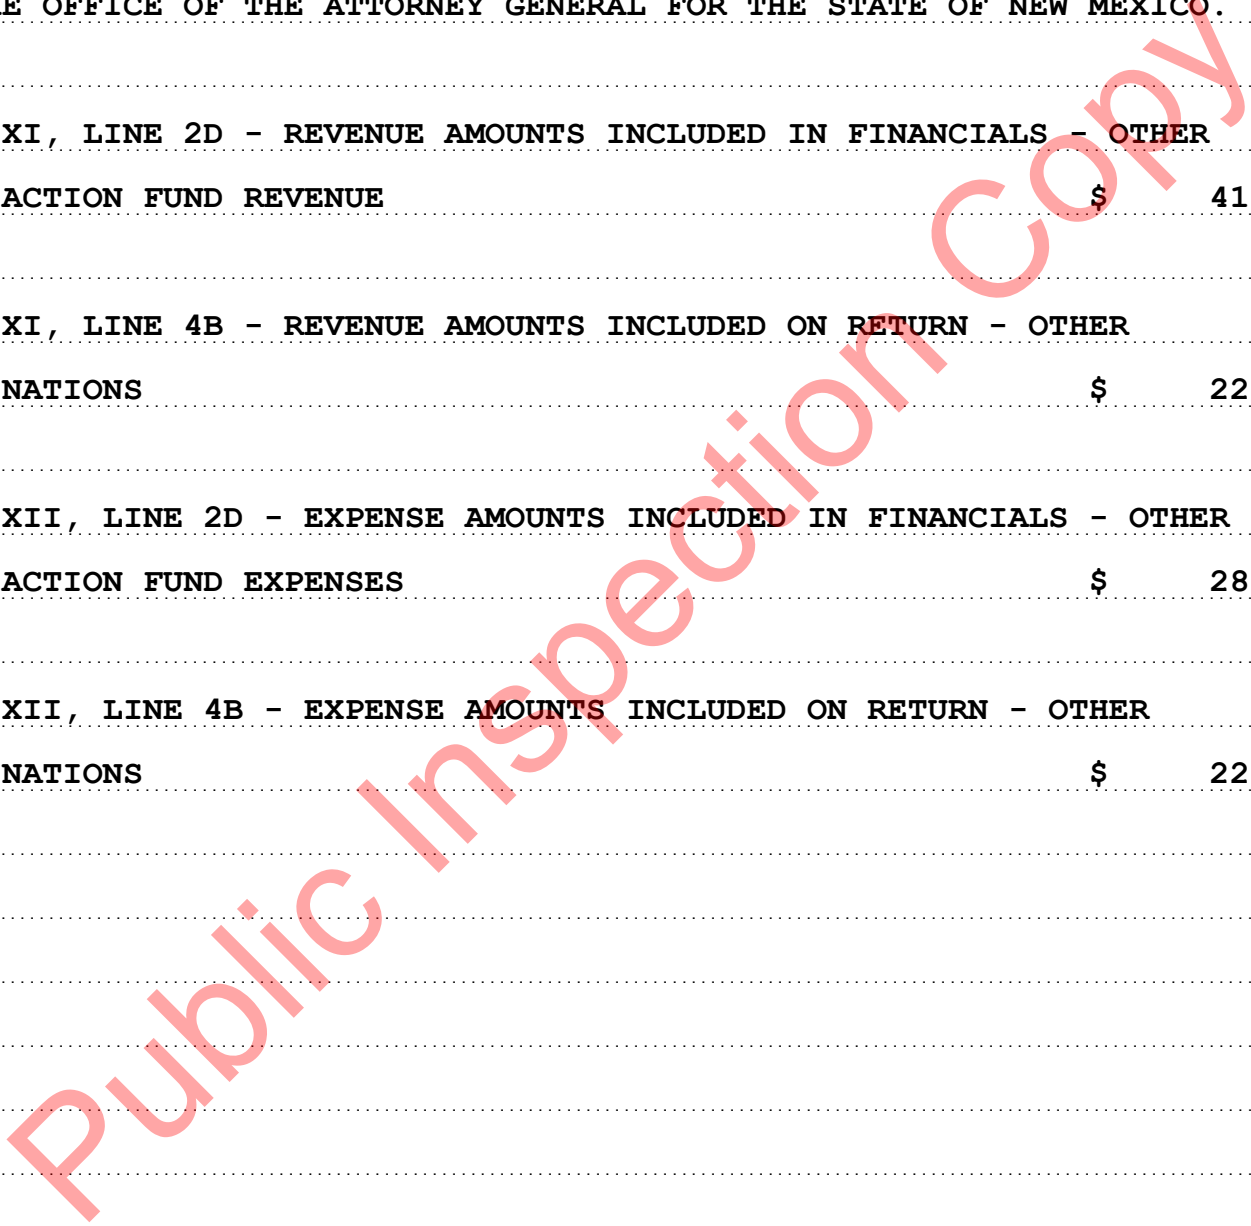 OFFICE OF THE ATTORNEY GENERAL FOR THE STATE OF NEW MEXICO.
XI, LINE 2D - REVENUE AMOUNTS INCLUDED IN FINANCIALS - OTHER
ACTION FUND REVENUE $ 41
XI, LINE 4B - REVENUE AMOUNTS INCLUDED ON RETURN - OTHER
NATIONS $ 22
XII, LINE 2D - EXPENSE AMOUNTS INCLUDED IN FINANCIALS - OTHER
ACTION FUND EXPENSES $ 28
XII, LINE 4B - EXPENSE AMOUNTS INCLUDED ON RETURN - OTHER
NATIONS $ 22
Public Inspection Copy